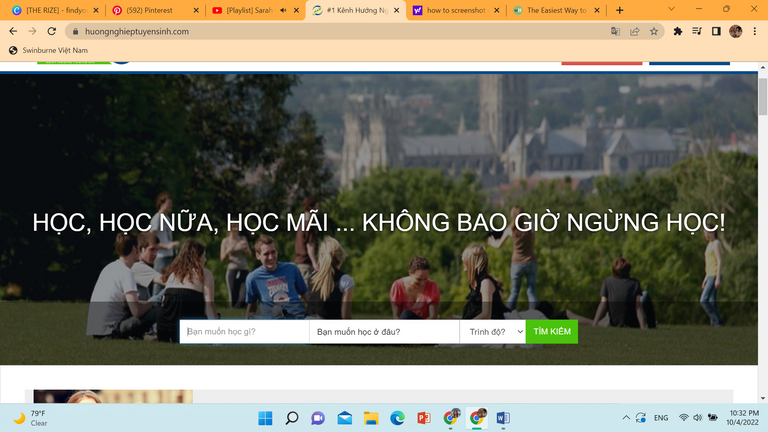 [THE RIZE] - findyo
(592) Pinterest
[Playlist] Sarah
#1 Kênh Hướng Ng
how to screenshot
The Easiest Way to
huongnghieptuyensinh.com
Swinburne Việt Nam
HỌC, HỌC NỮA, HỌC MÃI ... KHÔNG BAO GIỜ NGỪNG HỌC!
Bạn muốn học gì?
Bạn muốn học ở đâu?
Trình độ?
TÌM KIẾM
79°F
Clear
ENG
10:32 PM
10/4/2022